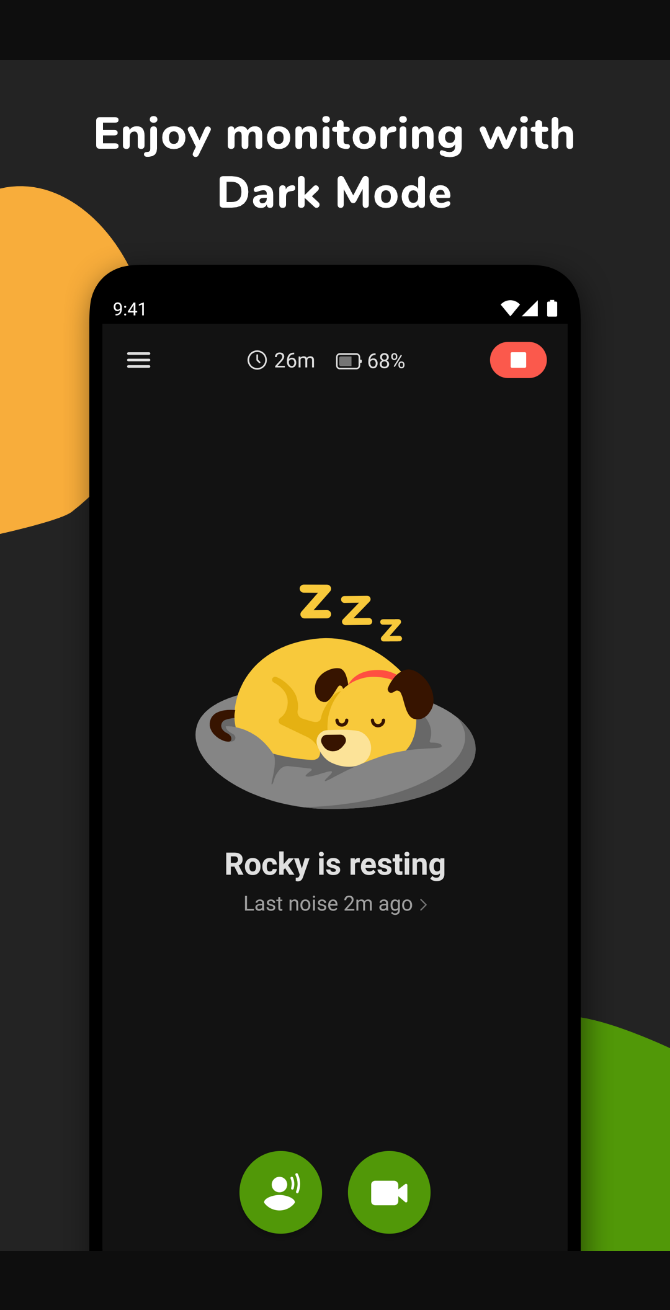 Enjoy monitoring with
Dark Mode
9:41
26m 68%
z z z
Rocky is resting
Last noise 2m ago >